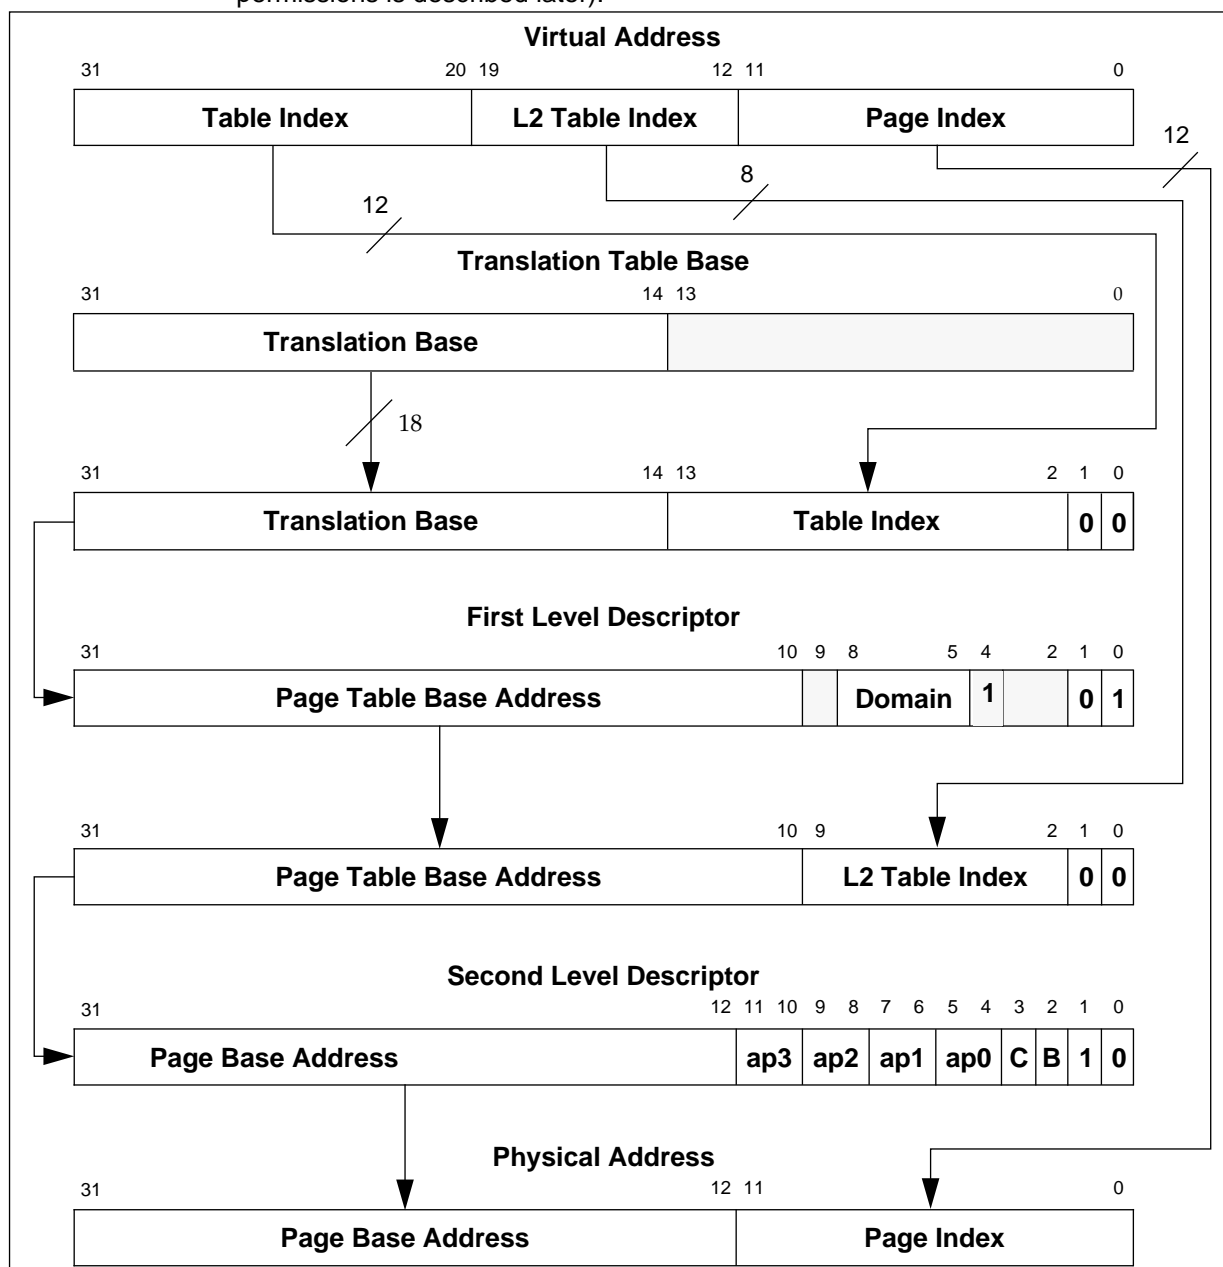 permissions is described later).
Virtual Address
31 20 19 12 11 0
Table Index L2 Table Index Page Index
12
8
12
Translation Table Base
31 14 13 0
Translation Base
18
31 14 13 2 1 0
Translation Base Table Index 0 0
First Level Descriptor
31 10 9 8 5 4 2 1 0
Page Table Base Address Domain 1 0 1
31 10 9 2 1 0
Page Table Base Address L2 Table Index 0 0
Second Level Descriptor
31 12 11 10 9 8 7 6 5 4 3 2 1 0
Page Base Address ap3 ap2 ap1 ap0 C B 1 0
Physical Address
31 12 11 0
Page Base Address Page Index